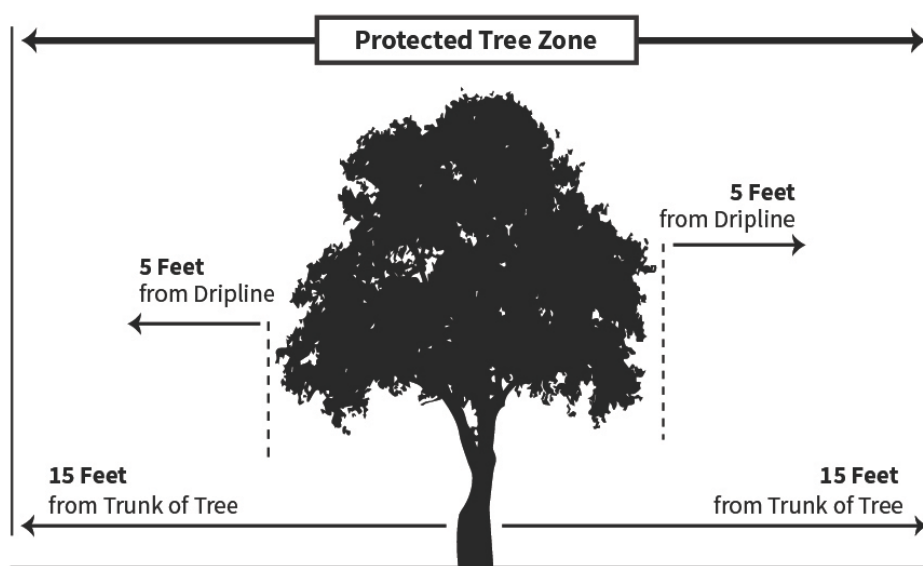 Protected Tree Zone
5 Feet
from Dripline
5 Feet
from Dripline
15 Feet
from Trunk of Tree
15 Feet
from Trunk of Tree